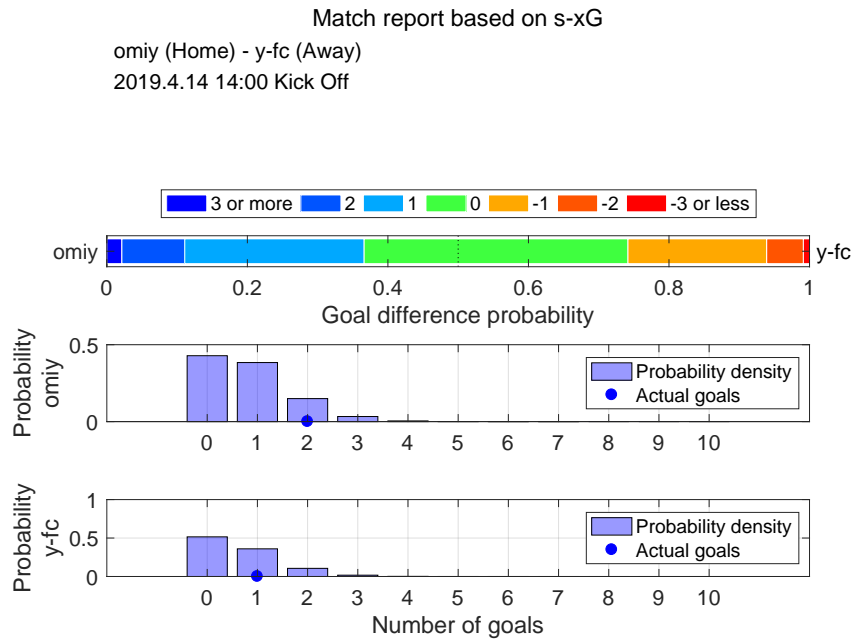 Match report based on s-xG
omiy (Home) - y-fc (Away)
2019.4.14 14:00 Kick Off
3 or more 2 1 0 -1 -2 -3 or less
omiy y-fc
0 0.2 0.4 0.6 0.8 1
Goal difference probability
Probability
omiy
0.5
0
Probability density
Actual goals
0 1 2 3 4 5 6 7 8 9 10
Probability
y-fc
1
0.5
0
Probability density
Actual goals
0 1 2 3 4 5 6 7 8 9 10
Number of goals